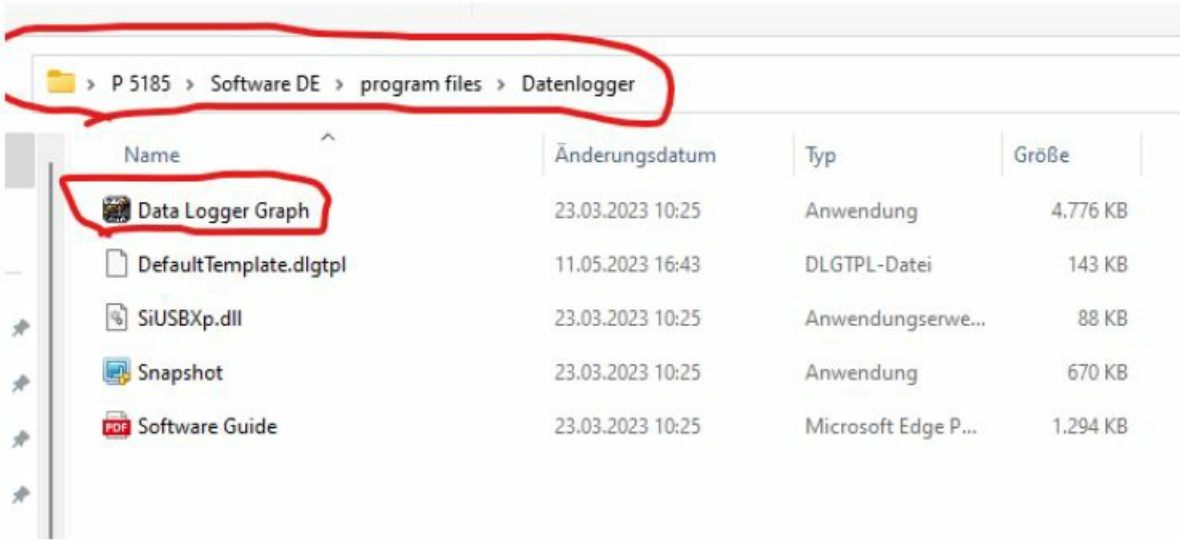 P 5185 > Software DE > program files > Datenlogger
Name Änderungsdatum Typ Größe
Data Logger Graph 23.03.2023 10:25 Anwendung 4.776 KB
DefaultTemplate.dlgtpl 11.05.2023 16:43 DLGTPL-Datei 143 KB
SiUSBXp.dll 23.03.2023 10:25 Anwendungserwe... 88 KB
Snapshot 23.03.2023 10:25 Anwendung 670 KB
PDF Software Guide 23.03.2023 10:25 Microsoft Edge P... 1.294 KB